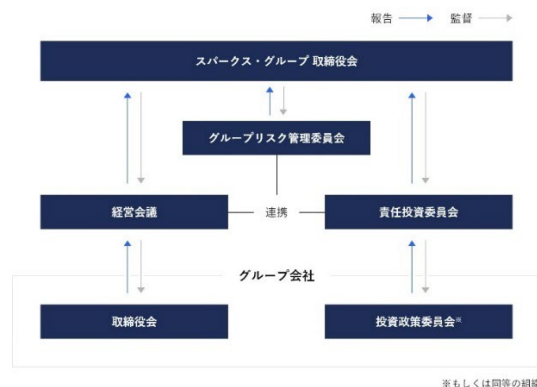 報告 監督
スパークス・グループ 取締役会
グループリスク管理委員会
経営会議 連携 責任投資委員会
グループ会社
取締役会 投資政策委員会※
※もしくは同等の組織